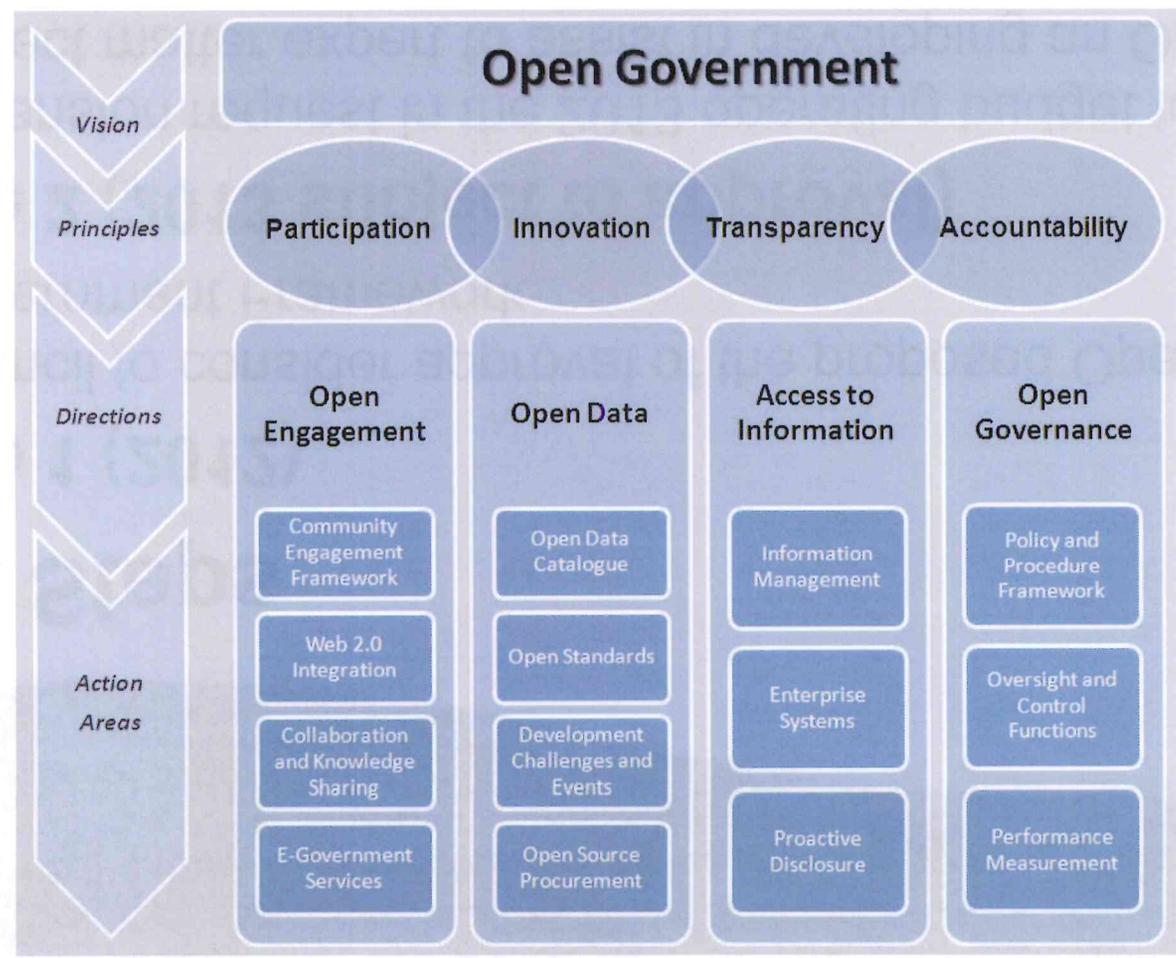 Open Government
Vision
Principles
Participation
Innovation
Transparency
Accountability
Directions
Open
Engagement
Open Data
Access to
Information
Open
Governance
Action
Areas
Community
Engagement
Framework
Web 2.0
Integration
Collaboration
and Knowledge
Sharing
E-Government
Services
Open Data
Catalogue
Open Standards
Development
Challenges and
Events
Open Source
Procurement
Information
Management
Enterprise
Systems
Proactive
Disclosure
Policy and
Procedure
Framework
Oversight and
Control
Functions
Performance
Measurement